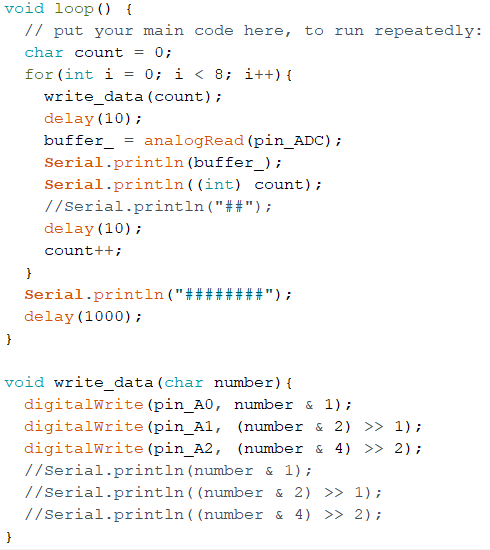 void loop() {
  // put your main code here, to run repeatedly:
  char count = 0;
  for(int i = 0; i < 8; i++){
    write_data(count);
    delay(10);
    buffer_ = analogRead(pin_ADC);
    Serial.println(buffer_);
    Serial.println((int) count);
    //Serial.println("##");
    delay(10);
    count++;
  }
  Serial.println("########");
  delay(1000);
}

void write_data(char number){
  digitalWrite(pin_A0, number & 1);
  digitalWrite(pin_A1, (number & 2) >> 1);
  digitalWrite(pin_A2, (number & 4) >> 2);
  //Serial.println(number & 1);
  //Serial.println((number & 2) >> 1);
  //Serial.println((number & 4) >> 2);
}